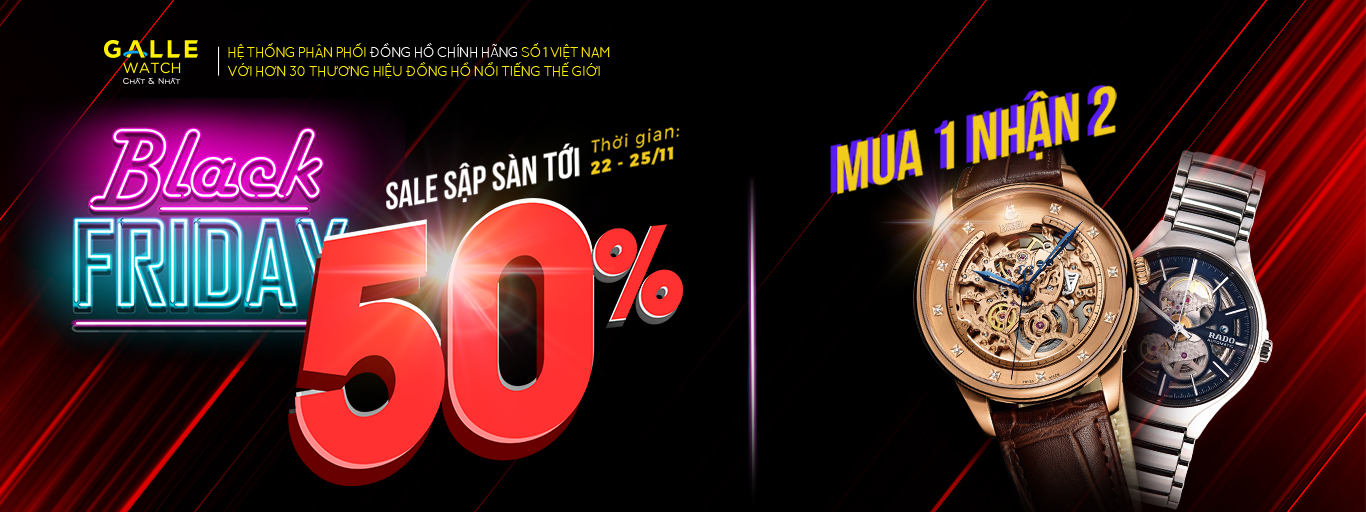 GALLE
WATCH
CHẤT & NHẤT
HỆ THỐNG PHÂN PHỐI ĐỒNG HỒ CHÍNH HÃNG SỐ 1 VIỆT NAM
VỚI HƠN 30 THƯƠNG HIỆU ĐỒNG HỒ NỔI TIẾNG THẾ GIỚI
Black
FRIDAY
SALE SẬP SÀN TỚI
Thời gian:
22 - 25/11
50%
MUA 1 NHẬN 2
RADO
AUTOMATIC